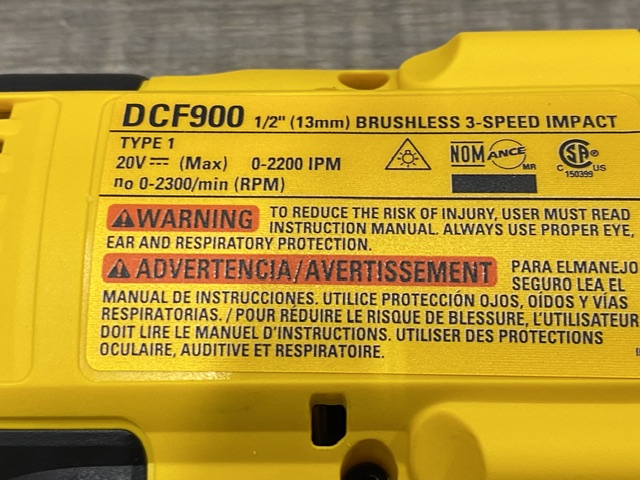 DCF900 1/2" (13mm) BRUSHLESS 3-SPEED IMPACT
TYPE 1
20V ⎓ (Max) 0-2200 IPM
no 0-2300/min (RPM)
NOM ANCE MR
SA® C US 150399
⚠WARNING TO REDUCE THE RISK OF INJURY, USER MUST READ
INSTRUCTION MANUAL. ALWAYS USE PROPER EYE,
EAR AND RESPIRATORY PROTECTION.
⚠ADVERTENCIA/AVERTISSEMENT PARA ELMANEJO
SEGURO LEA EL
MANUAL DE INSTRUCCIONES. UTILICE PROTECCIÓN OJOS, OÍDOS Y VÍAS
RESPIRATORIAS. / POUR RÉDUIRE LE RISQUE DE BLESSURE, L'UTILISATEUR
DOIT LIRE LE MANUEL D'INSTRUCTIONS. UTILISER DES PROTECTIONS
OCULAIRE, AUDITIVE ET RESPIRATOIRE.